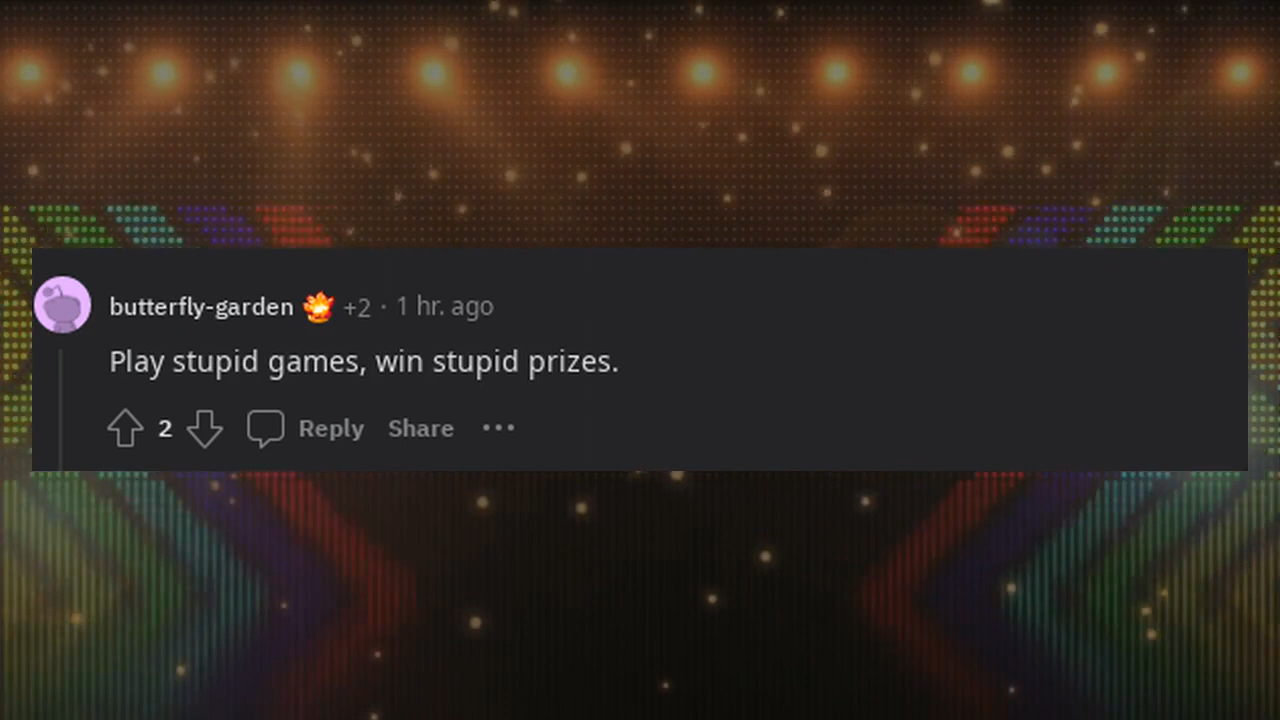 butterfly-garden 🔥 +2 · 1 hr. ago
Play stupid games, win stupid prizes.
2 Reply Share ···